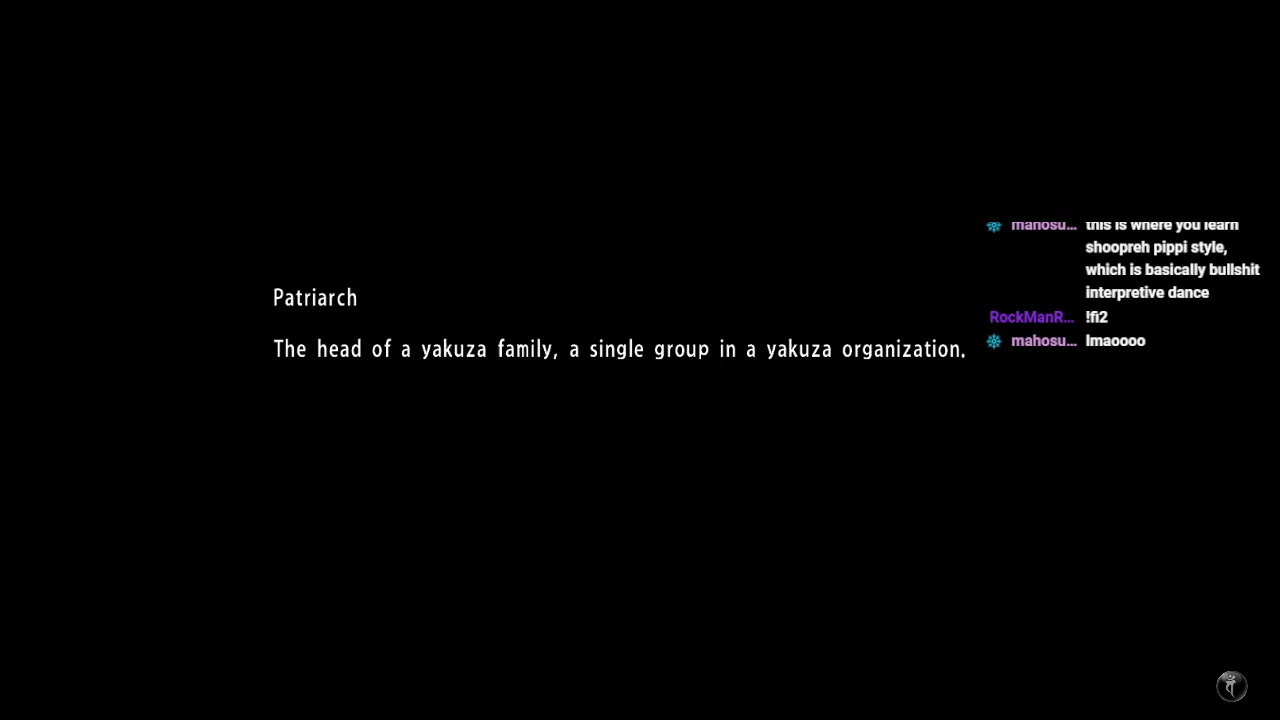 Patriarch
The head of a yakuza family, a single group in a yakuza organization.
mahosu... this is where you learn
shoopreh pippi style,
which is basically bullshit
interpretive dance
RockManR... !fi2
mahosu... lmaoooo